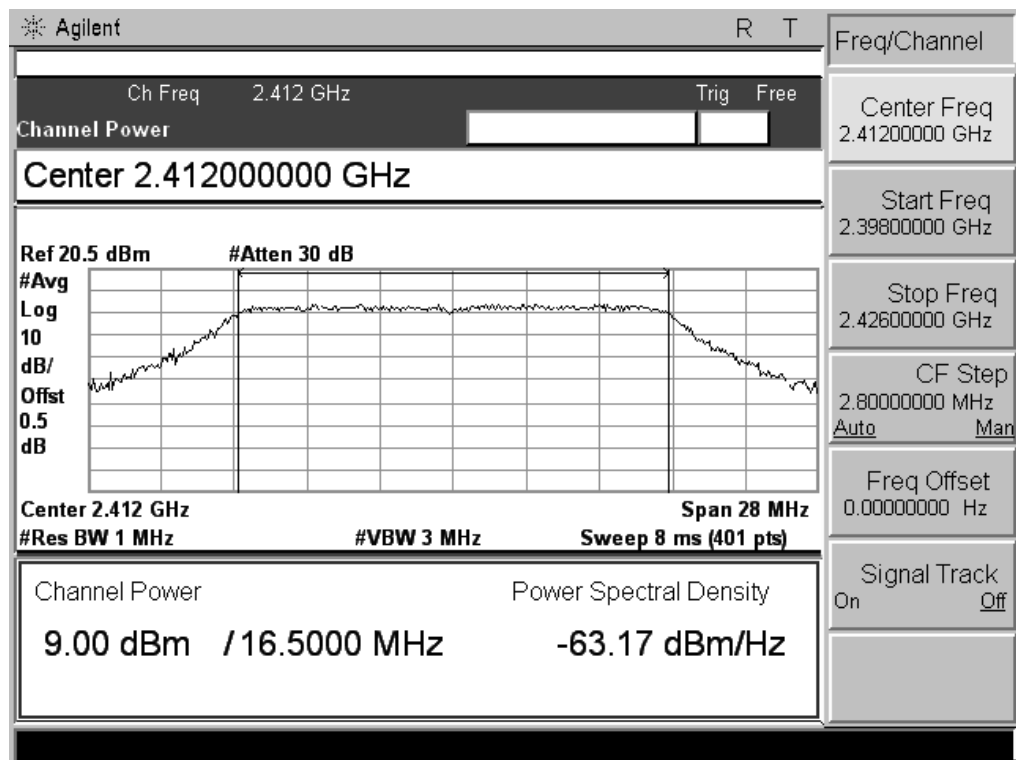 Agilent R T
Ch Freq 2.412 GHz Trig Free
Channel Power
Center 2.412000000 GHz
Ref 20.5 dBm #Atten 30 dB
#Avg
Log
10
dB/
Offst
0.5
dB
Center 2.412 GHz Span 28 MHz
#Res BW 1 MHz #VBW 3 MHz Sweep 8 ms (401 pts)
Channel Power Power Spectral Density
9.00 dBm /16.5000 MHz -63.17 dBm/Hz
Freq/Channel
Center Freq
2.41200000 GHz
Start Freq
2.39800000 GHz
Stop Freq
2.42600000 GHz
CF Step
2.80000000 MHz
Auto Man
Freq Offset
0.00000000 Hz
Signal Track
On Off